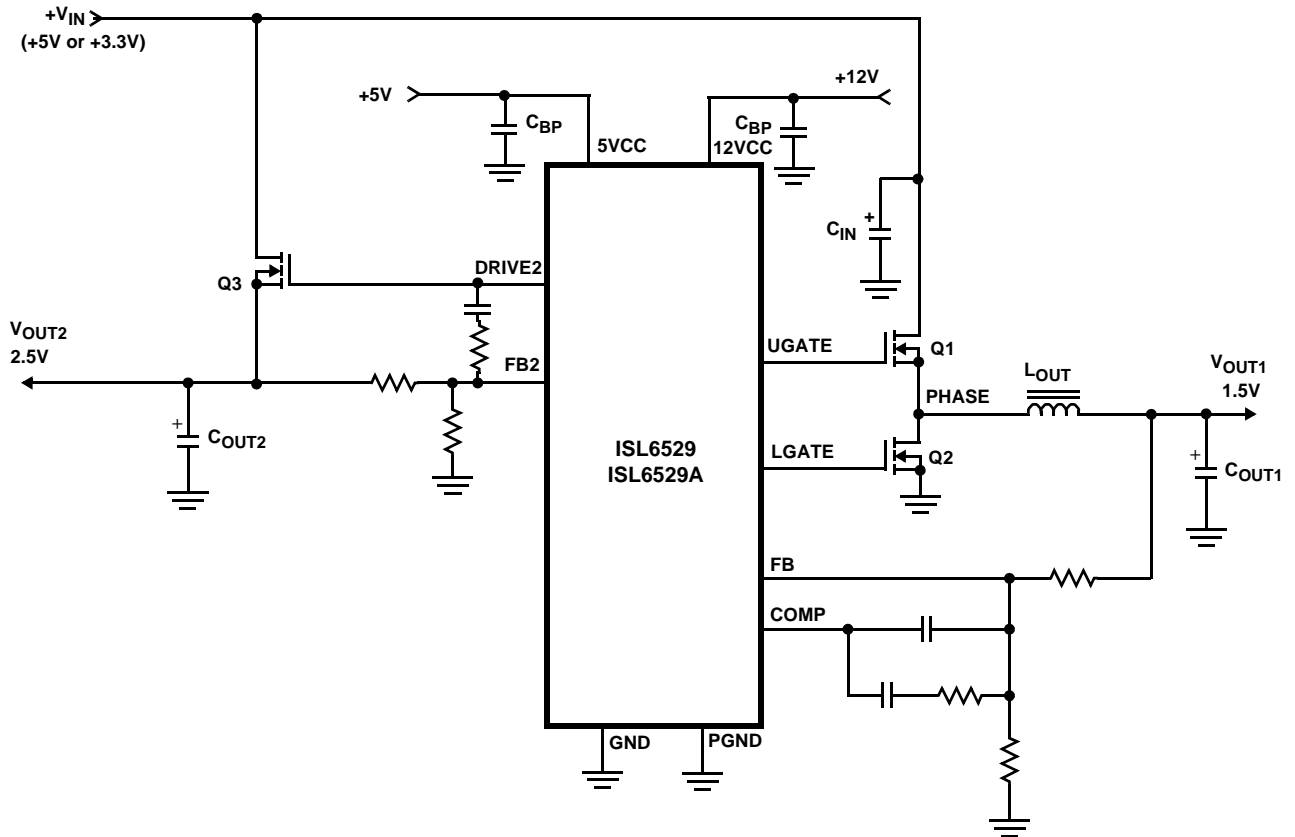 +VIN
(+5V or +3.3V)
+5V
+12V
CBP
CBP
5VCC
12VCC
CIN
+
Q3
DRIVE2
VOUT2
2.5V
FB2
UGATE
Q1
LOUT
VOUT1
1.5V
PHASE
+
COUT2
ISL6529
ISL6529A
LGATE
Q2
+
COUT1
FB
COMP
GND
PGND